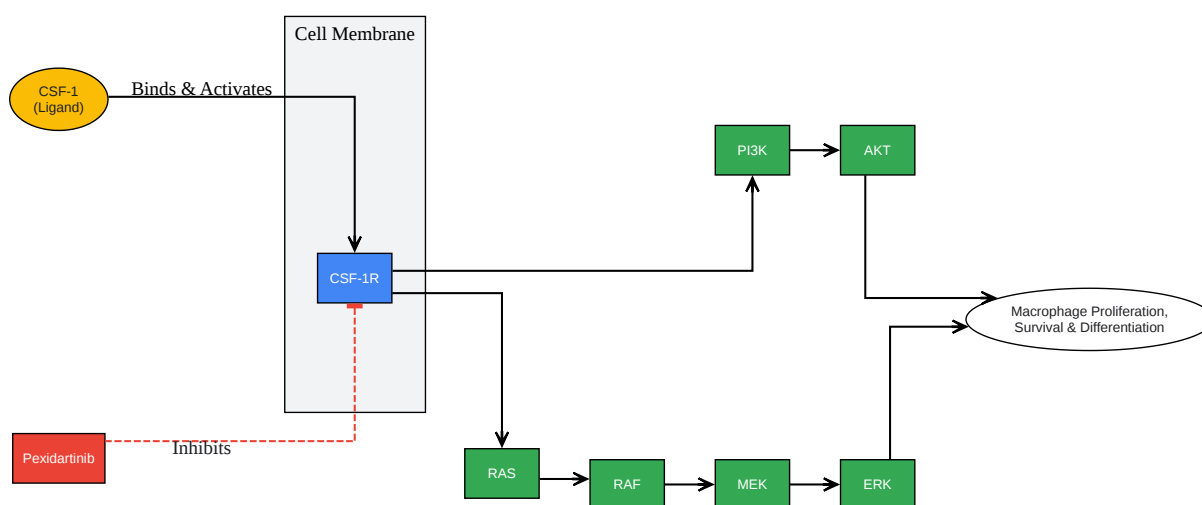 Cell Membrane
CSF-1
(Ligand)
Binds & Activates
PI3K
AKT
CSF-1R
Macrophage Proliferation,
Survival & Differentiation
Pexidartinib
Inhibits
RAS
RAF
MEK
ERK